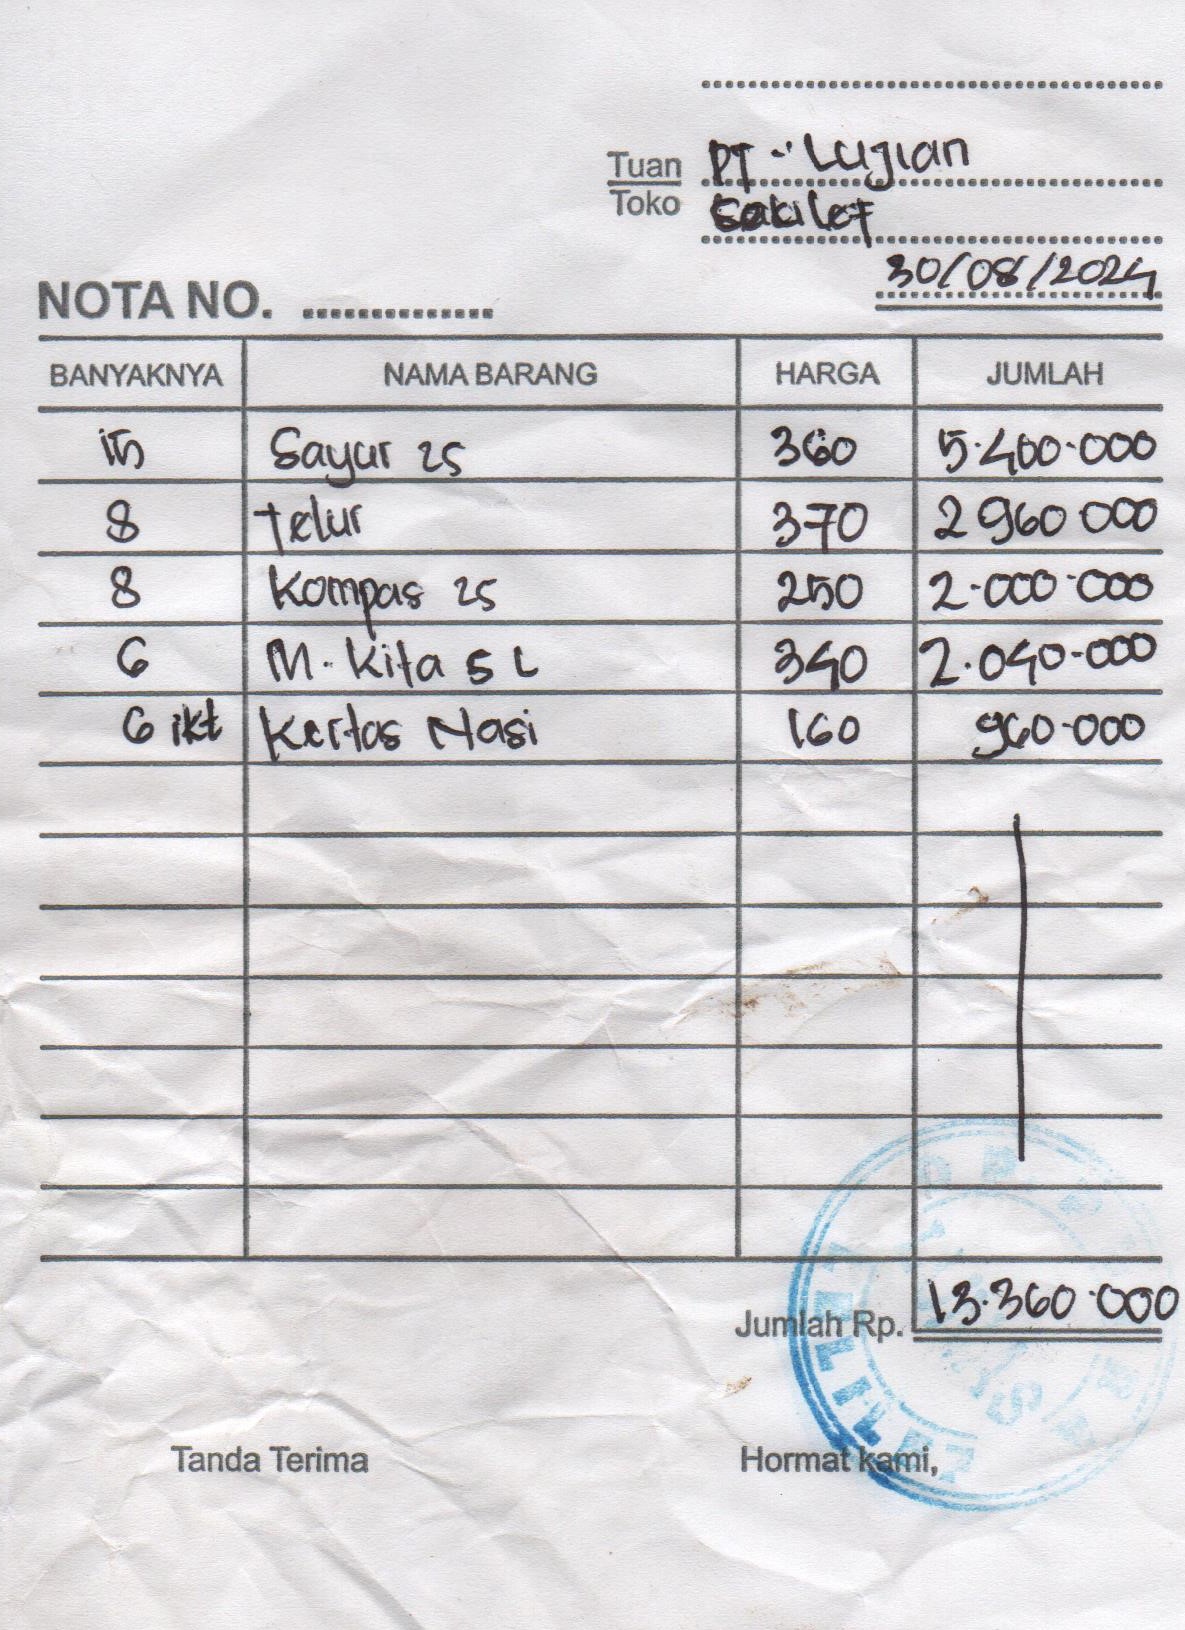 Tuan PT. Lujian
Toko
30/08/2024
NOTA NO. ..............
BANYAKNYA NAMA BARANG HARGA JUMLAH
15 Sayur 25 360 5.400.000
8 Telur 370 2 960 000
8 Kompas 25 250 2.000.000
6 M. Kita 5 L 340 2.040.000
6 ikt Kertas Nasi 160 960.000
Jumlah Rp. 13.360.000
Tanda Terima Hormat kami,